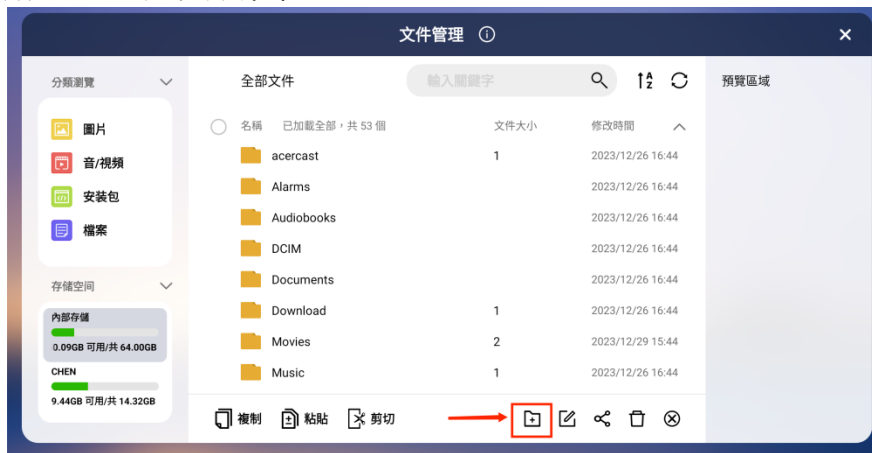 文件管理
分類瀏覽
全部文件
輸入關鍵字
預覽區域
圖片
音/視頻
安装包
檔案
名稱 已加載全部,共 53 個 文件大小 修改時間
acercast 1 2023/12/26 16:44
Alarms 2023/12/26 16:44
Audiobooks 2023/12/26 16:44
DCIM 2023/12/26 16:44
Documents 2023/12/26 16:44
Download 1 2023/12/26 16:44
Movies 2 2023/12/29 15:44
Music 1 2023/12/26 16:44
存储空间
內部存儲
0.09GB 可用/共 64.00GB
CHEN
9.44GB 可用/共 14.32GB
複制 粘貼 剪切